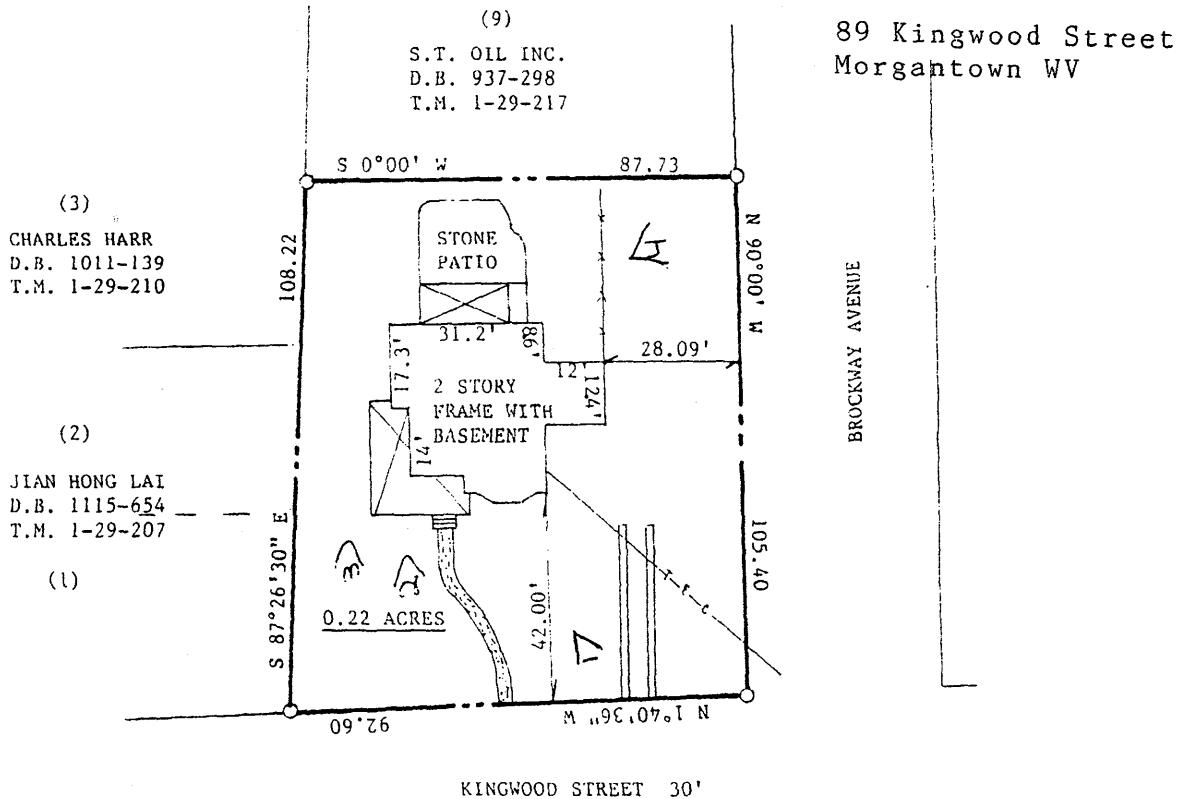 89 Kingwood Street
Morgantown WV
(9)
S.T. OIL INC.
D.B. 937-298
T.M. 1-29-217
S 0°00' W
87.73
(3)
CHARLES HARR
D.B. 1011-139
T.M. 1-29-210
108.22
N 90°00' W
STONE
PATIO
4
31.2'
86'
28.09'
12'
124'
17.3'
2 STORY
FRAME WITH
BASEMENT
14'
BROCKWAY AVENUE
(2)
JIAN HONG LAI
D.B. 1115-654
T.M. 1-29-207
(1)
S 87°26'30" E
105.40
T & C
3
2
0.22 ACRES
42.00'
1
92.60
N 1°40'36" W
KINGWOOD STREET 30'